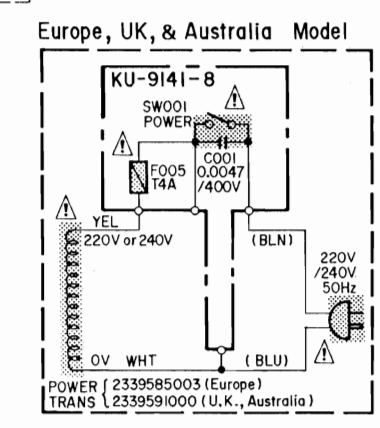 Europe, UK, & Australia Model
KU-9141-8
SW001
POWER
C001
0.0047
/400V
F005
T4A
YEL
220V or 240V
(BLN)
220V
/240V
50Hz
0V WHT (BLU)
POWER { 2339585003 (Europe)
TRANS { 2339591000 (U.K., Australia)